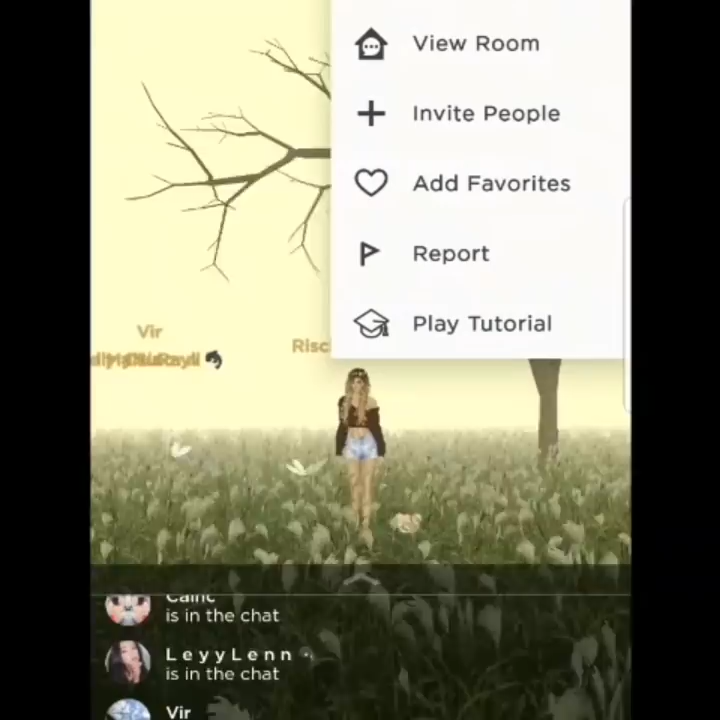 View Room
Invite People
Add Favorites
Report
Play Tutorial
Vir
is in the chat
LeyyLenn
is in the chat
Vir